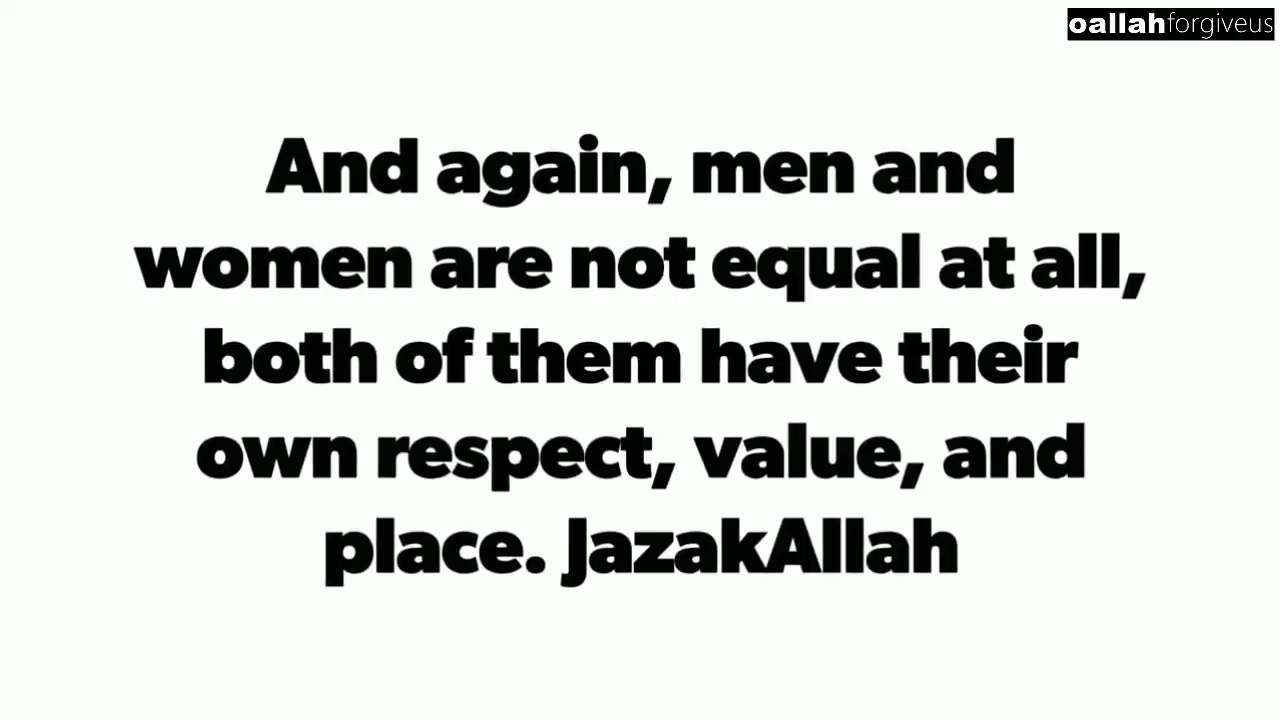 oallahforgiveus
And again, men and
women are not equal at all,
both of them have their
own respect, value, and
place. JazakAllah